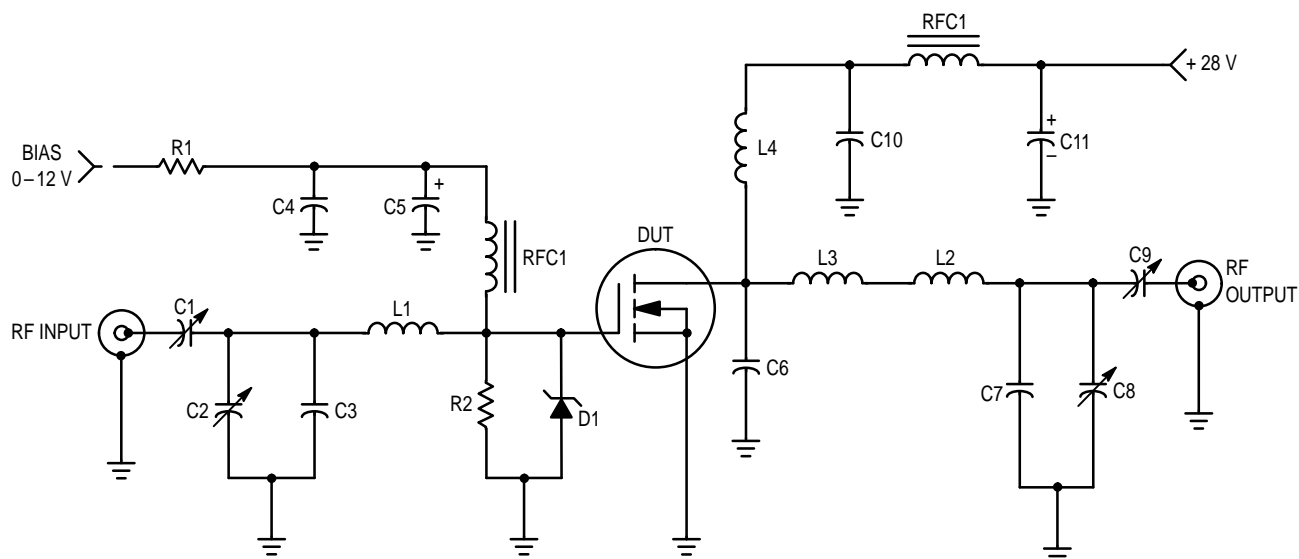 RFC1
+ 28 V
C10
C11
+
–
L4
BIAS
0–12 V
R1
C4
C5
+
RFC1
DUT
L3
L2
C9
RF
OUTPUT
RF INPUT
C1
L1
C2
C3
R2
D1
C6
C7
C8